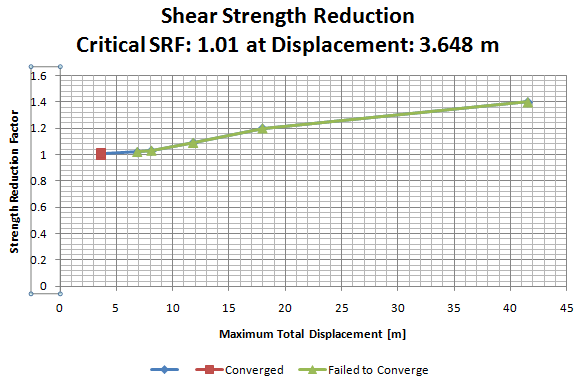 Shear Strength Reduction
Critical SRF: 1.01 at Displacement: 3.648 m
1.6
1.4
1.2
1
0.8
0.6
0.4
0.2
0
Strength Reduction Factor
0 5 10 15 20 25 30 35 40 45
Maximum Total Displacement [m]
Converged Failed to Converge